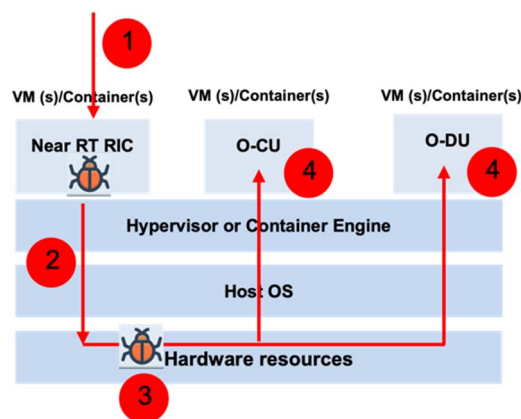 1
VM (s)/Container(s)
VM (s)/Container(s)
VM (s)/Container(s)
Near RT RIC
O-CU
O-DU
4
4
Hypervisor or Container Engine
2
Host OS
Hardware resources
3